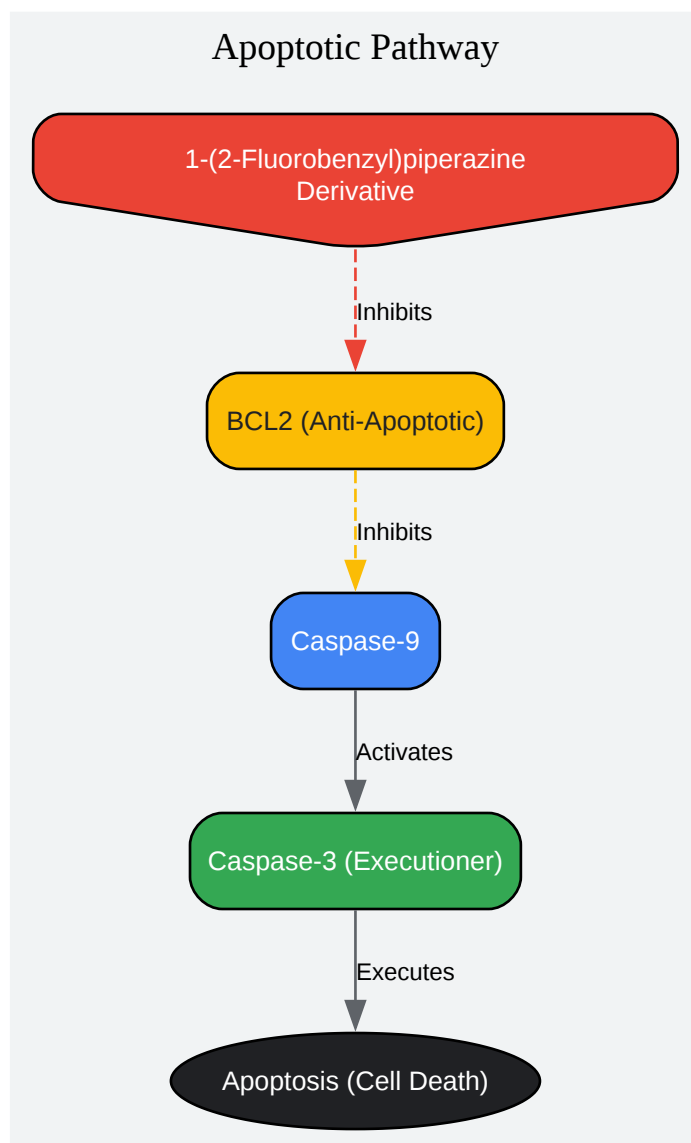 Apoptotic Pathway
1-(2-Fluorobenzyl)piperazine
Derivative
Inhibits
BCL2 (Anti-Apoptotic)
Inhibits
Caspase-9
Activates
Caspase-3 (Executioner)
Executes
Apoptosis (Cell Death)